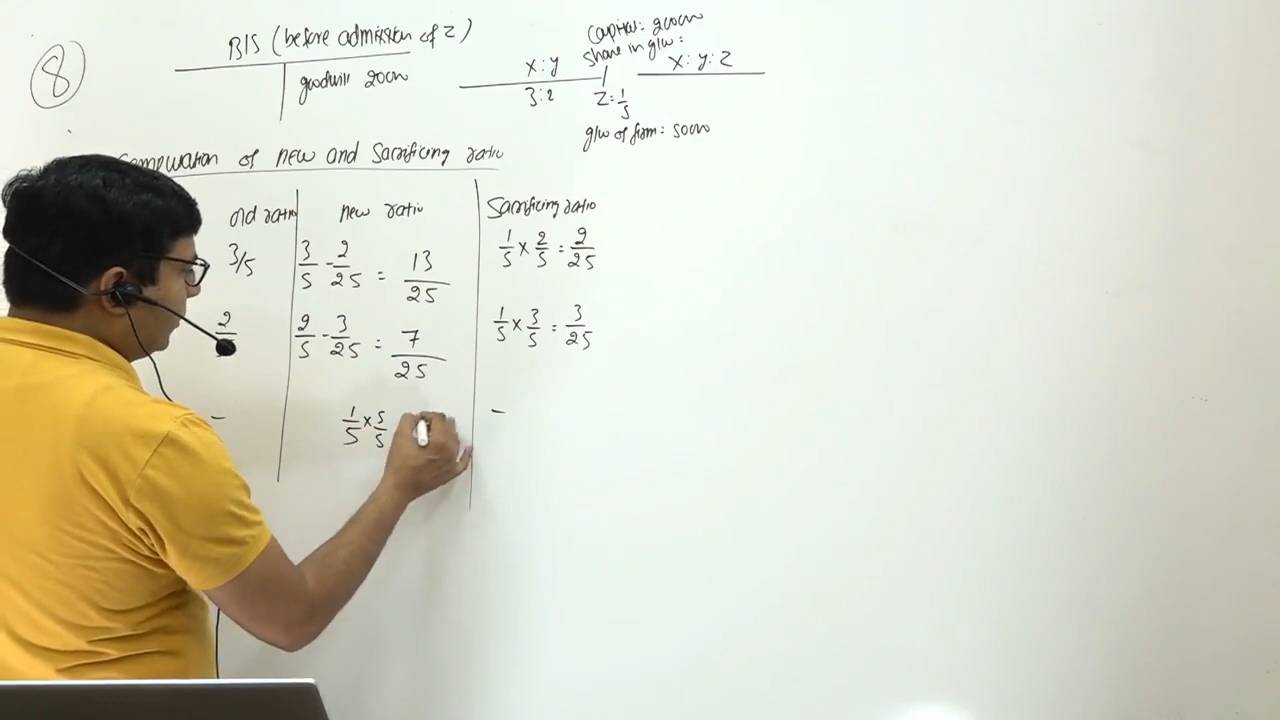 8
B/S (before admission of Z)
goodwill 20000
X : Y
3 : 2
Z = 1/5
Capital: 20000
Share in g/w:
X : Y : Z
g/w of firm: 50000
Computation of new and Sacrificing ratio
old ratio new ratio Sacrificing ratio
3/5 3/5 - 2/25 = 13/25 1/5 × 2/5 = 2/25
2 2/5 - 3/25 = 7/25 1/5 × 3/5 = 3/25
- 1/5 × 5/5 -